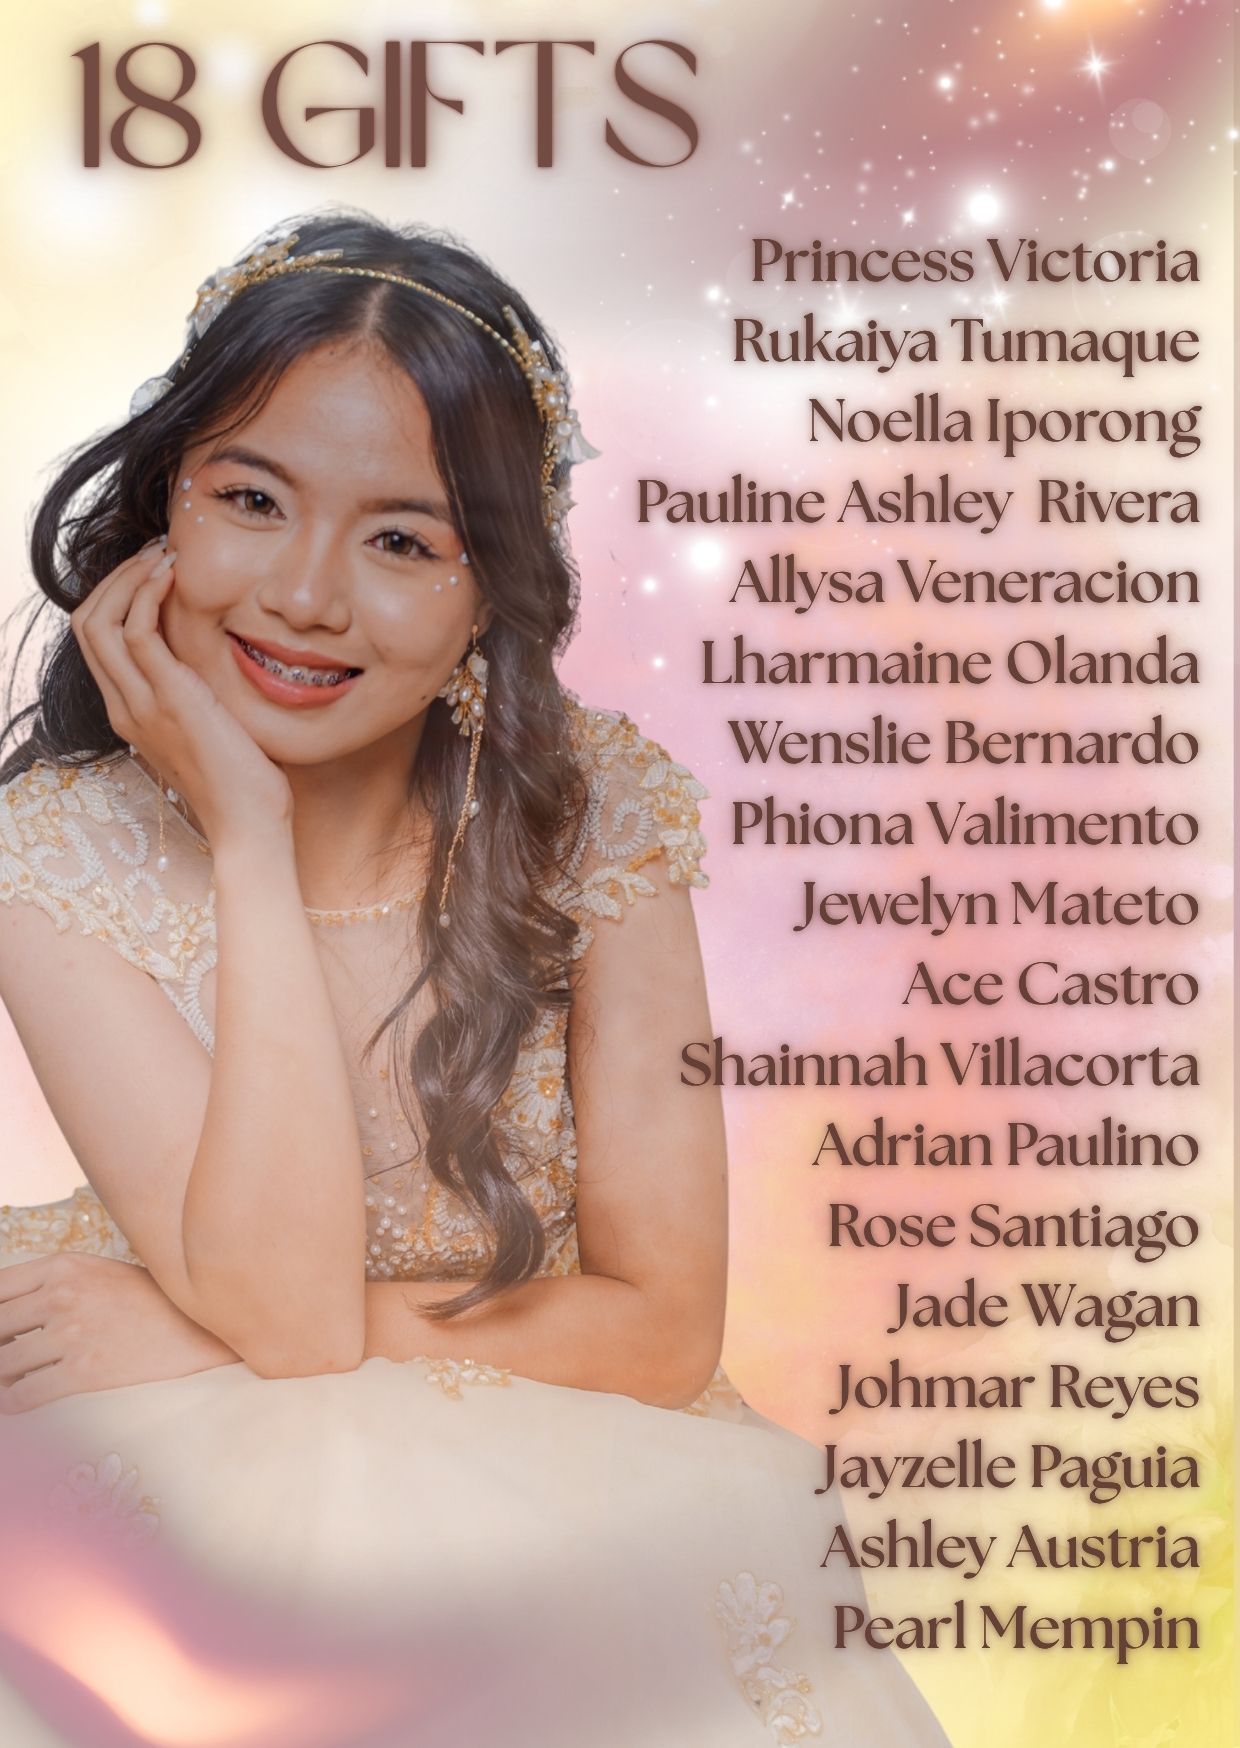 18 GIFTS
Princess Victoria
Rukaiya Tumaque
Noella Iporong
Pauline Ashley Rivera
Allysa Veneracion
Lharmaine Olanda
Wenslie Bernardo
Phiona Valimento
Jewelyn Mateto
Ace Castro
Shainnah Villacorta
Adrian Paulino
Rose Santiago
Jade Wagan
Johmar Reyes
Jayzelle Paguia
Ashley Austria
Pearl Mempin